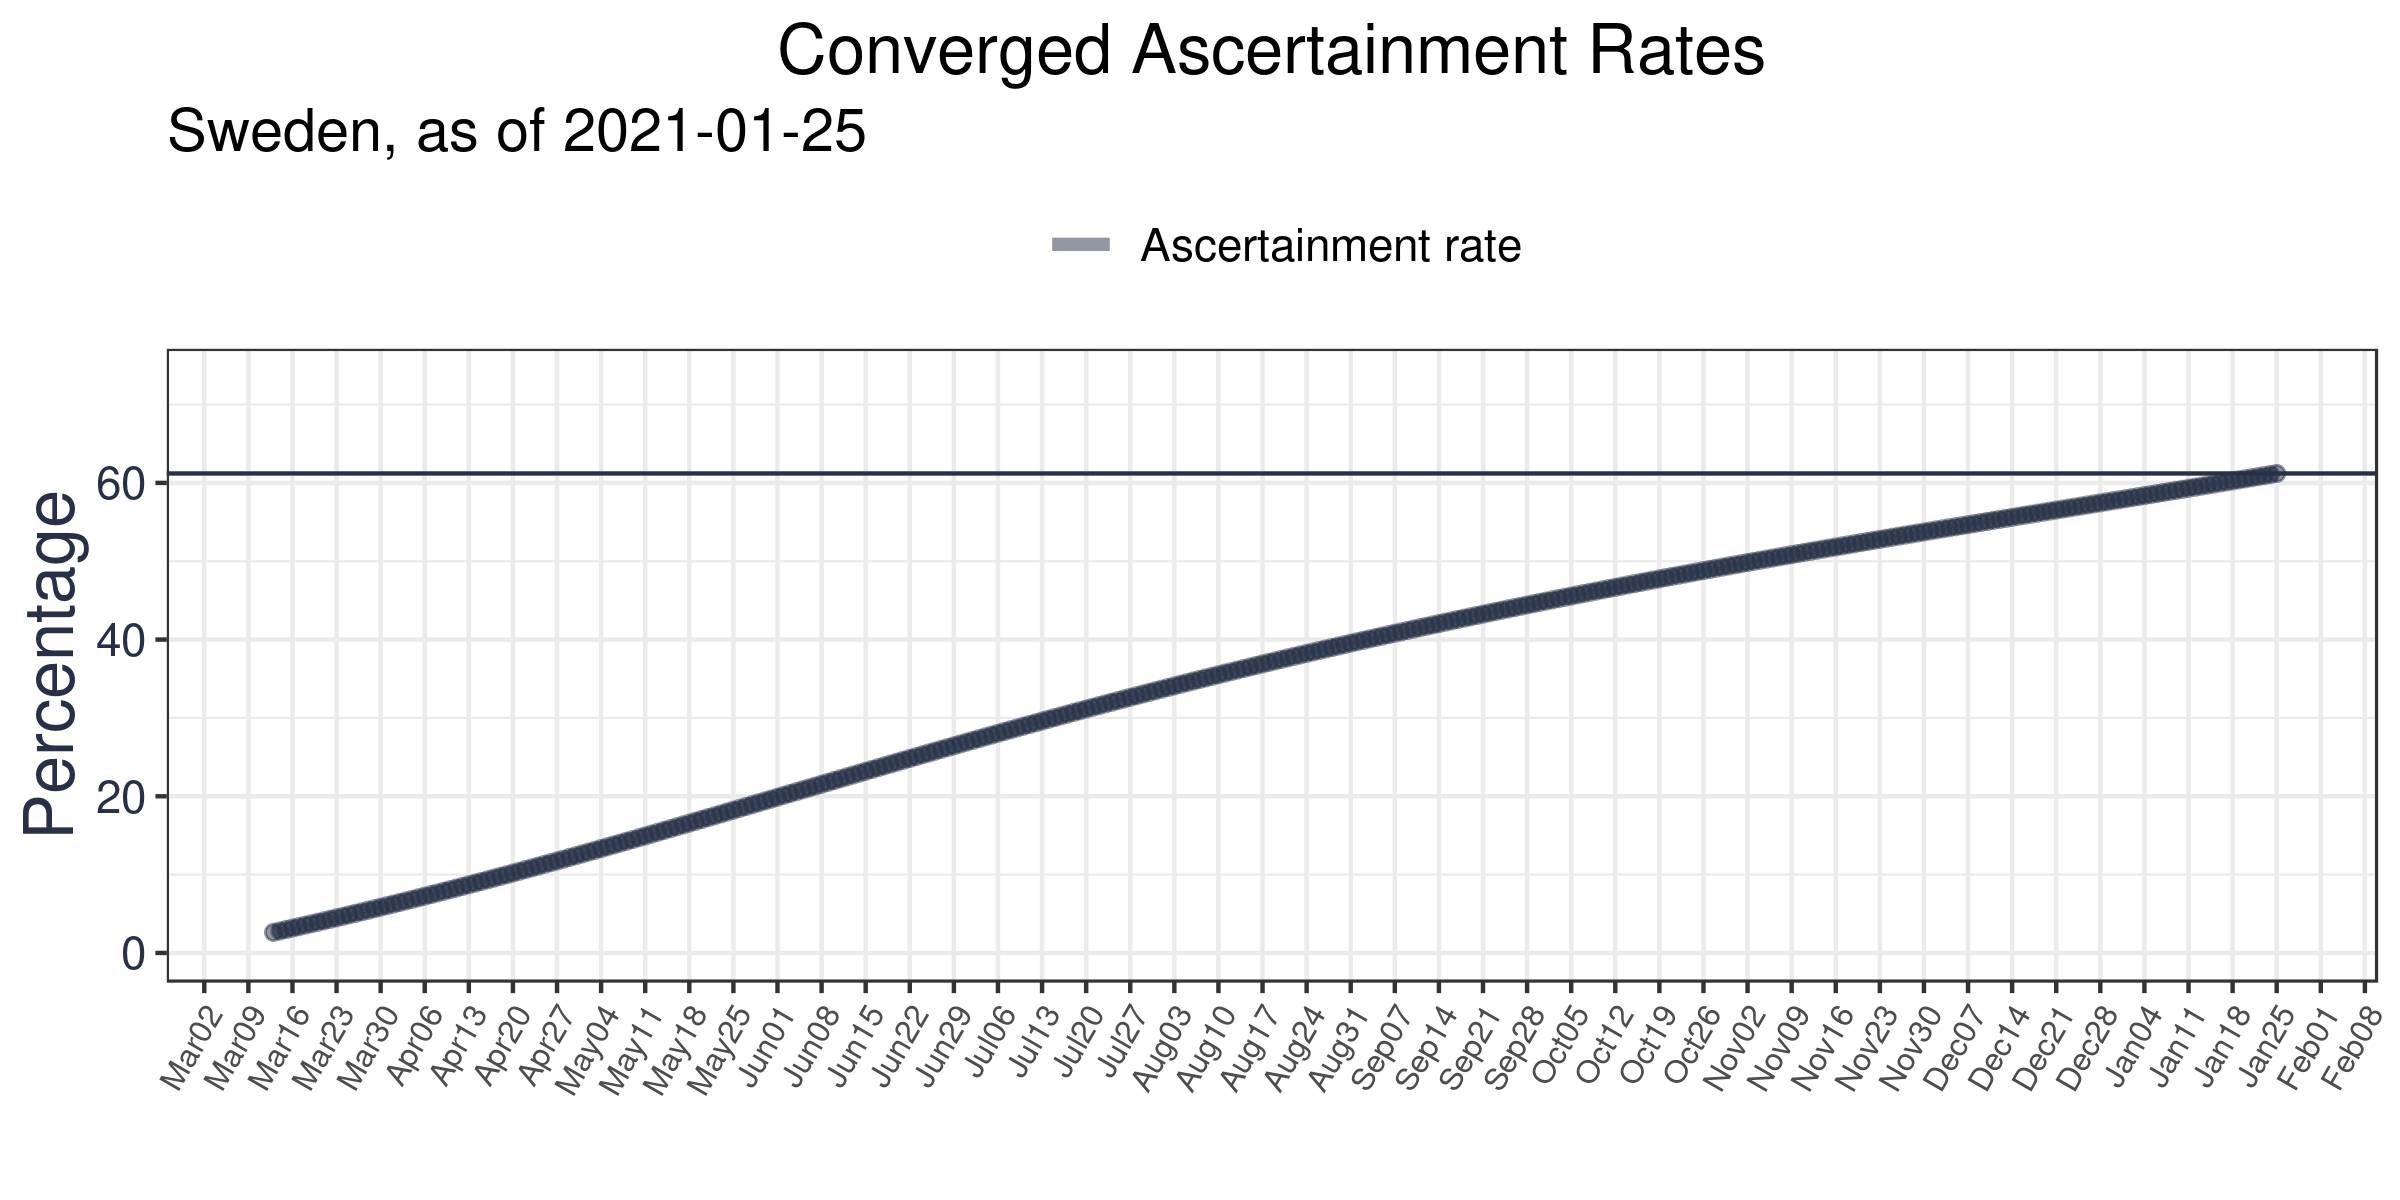 Converged Ascertainment Rates
Sweden, as of 2021-01-25
Ascertainment rate
Percentage
60
40
20
0
Mar02 Mar09 Mar16 Mar23 Mar30 Apr06 Apr13 Apr20 Apr27 May04 May11 May18 May25 Jun01 Jun08 Jun15 Jun22 Jun29 Jul06 Jul13 Jul20 Jul27 Aug03 Aug10 Aug17 Aug24 Aug31 Sep07 Sep14 Sep21 Sep28 Oct05 Oct12 Oct19 Oct26 Nov02 Nov09 Nov16 Nov23 Nov30 Dec07 Dec14 Dec21 Dec28 Jan04 Jan11 Jan18 Jan25 Feb01 Feb08